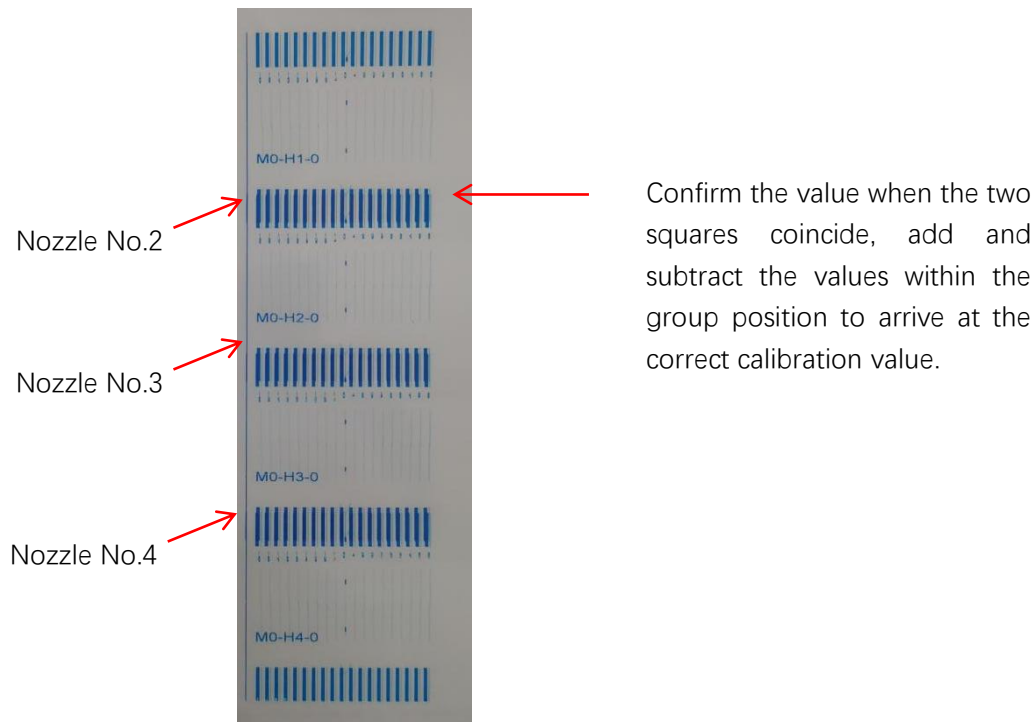 M0-H1-0
Nozzle No.2
Confirm the value when the two
squares coincide, add and
subtract the values within the
group position to arrive at the
correct calibration value.
M0-H2-0
Nozzle No.3
M0-H3-0
Nozzle No.4
M0-H4-0